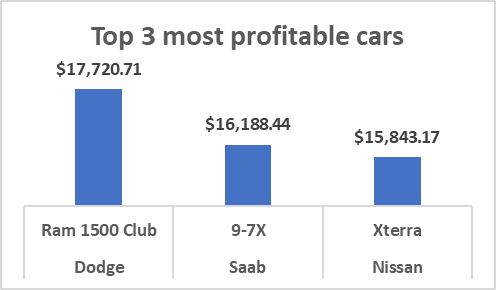 Top 3 most profitable cars
$17,720.71
$16,188.44
$15,843.17
Ram 1500 Club 9-7X Xterra
Dodge Saab Nissan